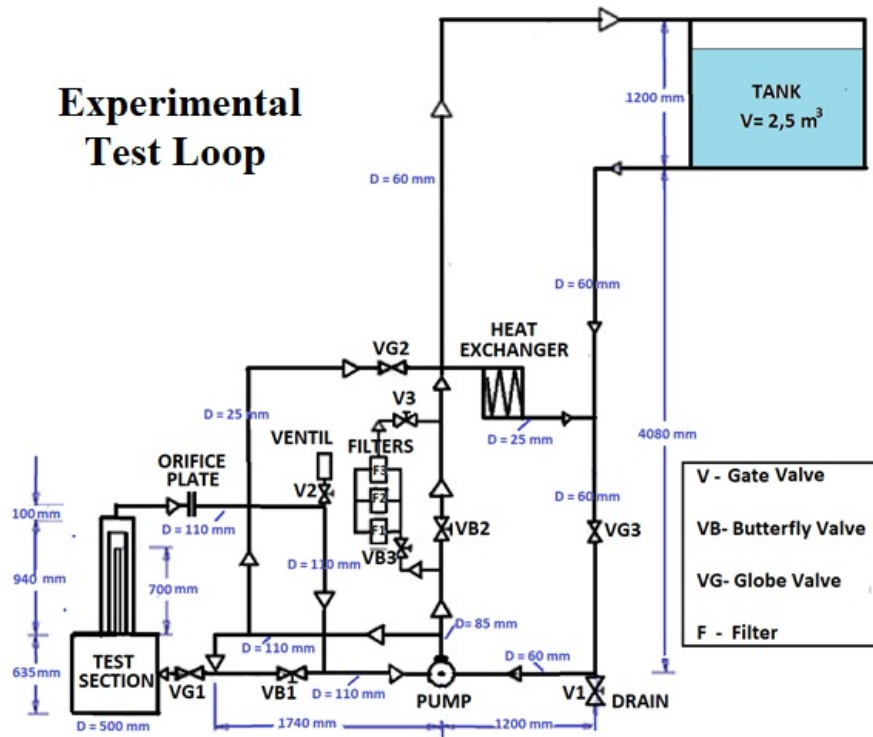 Experimental
Test Loop
TANK
V= 2,5 m³
1200 mm
D = 60 mm
D = 60 mm
HEAT
EXCHANGER
VG2
V3
D = 25 mm
D = 25 mm
4080 mm
VENTIL
FILTERS
F3
F2
F1
ORIFICE
PLATE
V2
D = 60 mm
100 mm
D = 110 mm
VB2
VG3
VB3
D = 110 mm
940 mm
700 mm
V - Gate Valve
VB- Butterfly Valve
VG- Globe Valve
F - Filter
D = 85 mm
D = 110 mm
635 mm
TEST
SECTION
VG1
VB1
D = 110 mm
PUMP
D = 60 mm
V1
DRAIN
D = 500 mm
1740 mm
1200 mm